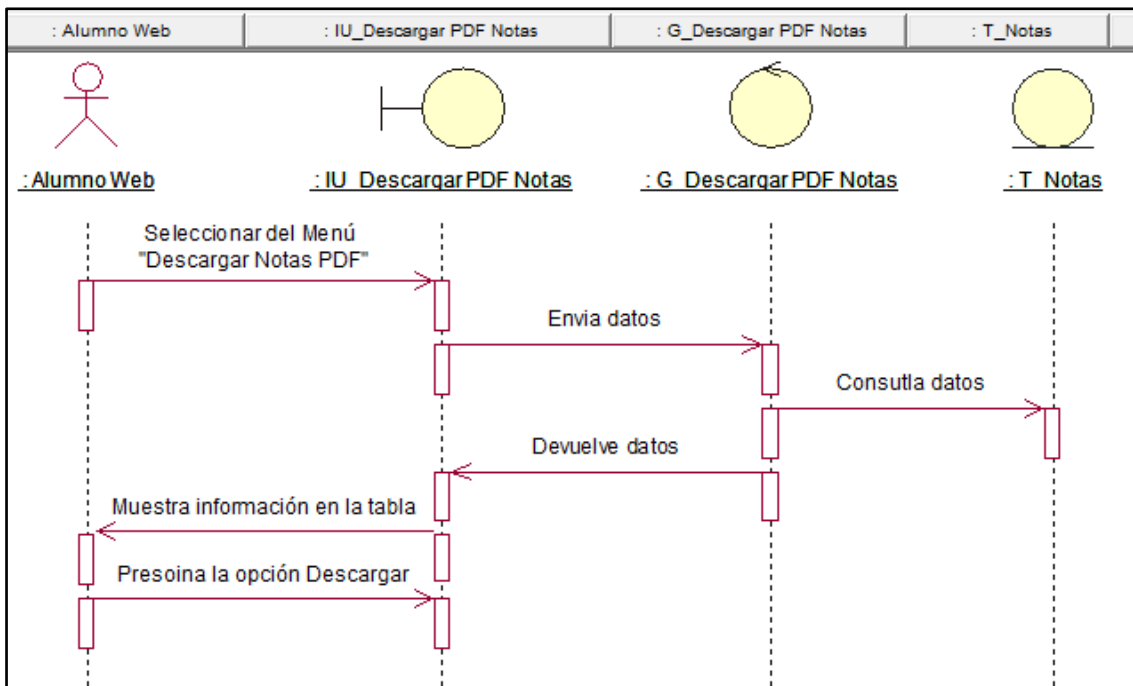 : Alumno Web
: IU_Descargar PDF Notas
: G_Descargar PDF Notas
: T_Notas
: Alumno Web
: IU_Descargar PDF Notas
: G_Descargar PDF Notas
: T_Notas
Seleccionar del Menú
"Descargar Notas PDF"
Envia datos
Consutla datos
Devuelve datos
Muestra información en la tabla
Presoina la opción Descargar